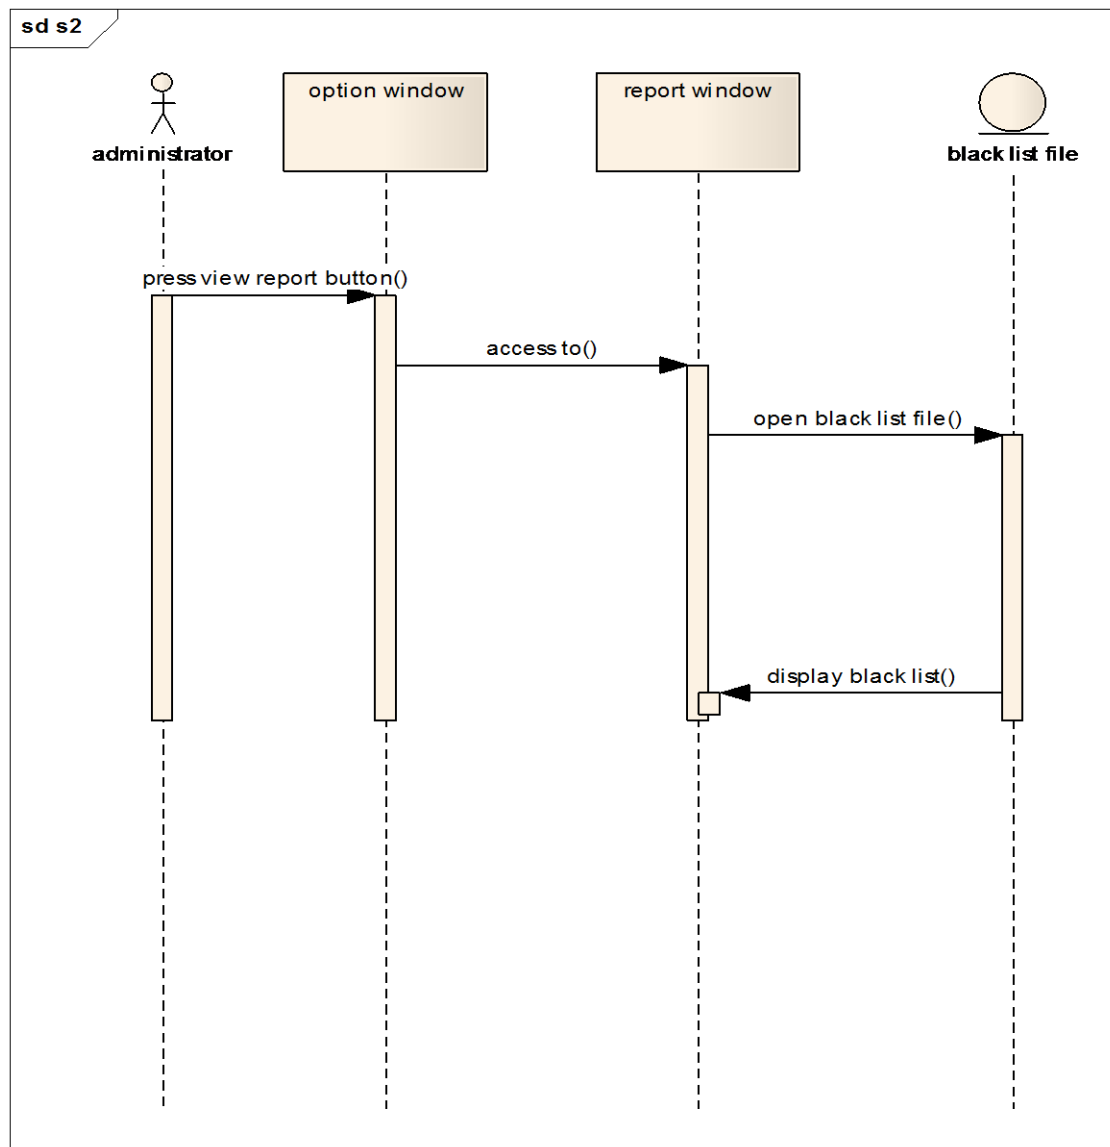 sd s2
option window
report window
administrator
black list file
press view report button()
access to()
open black list file()
display black list()